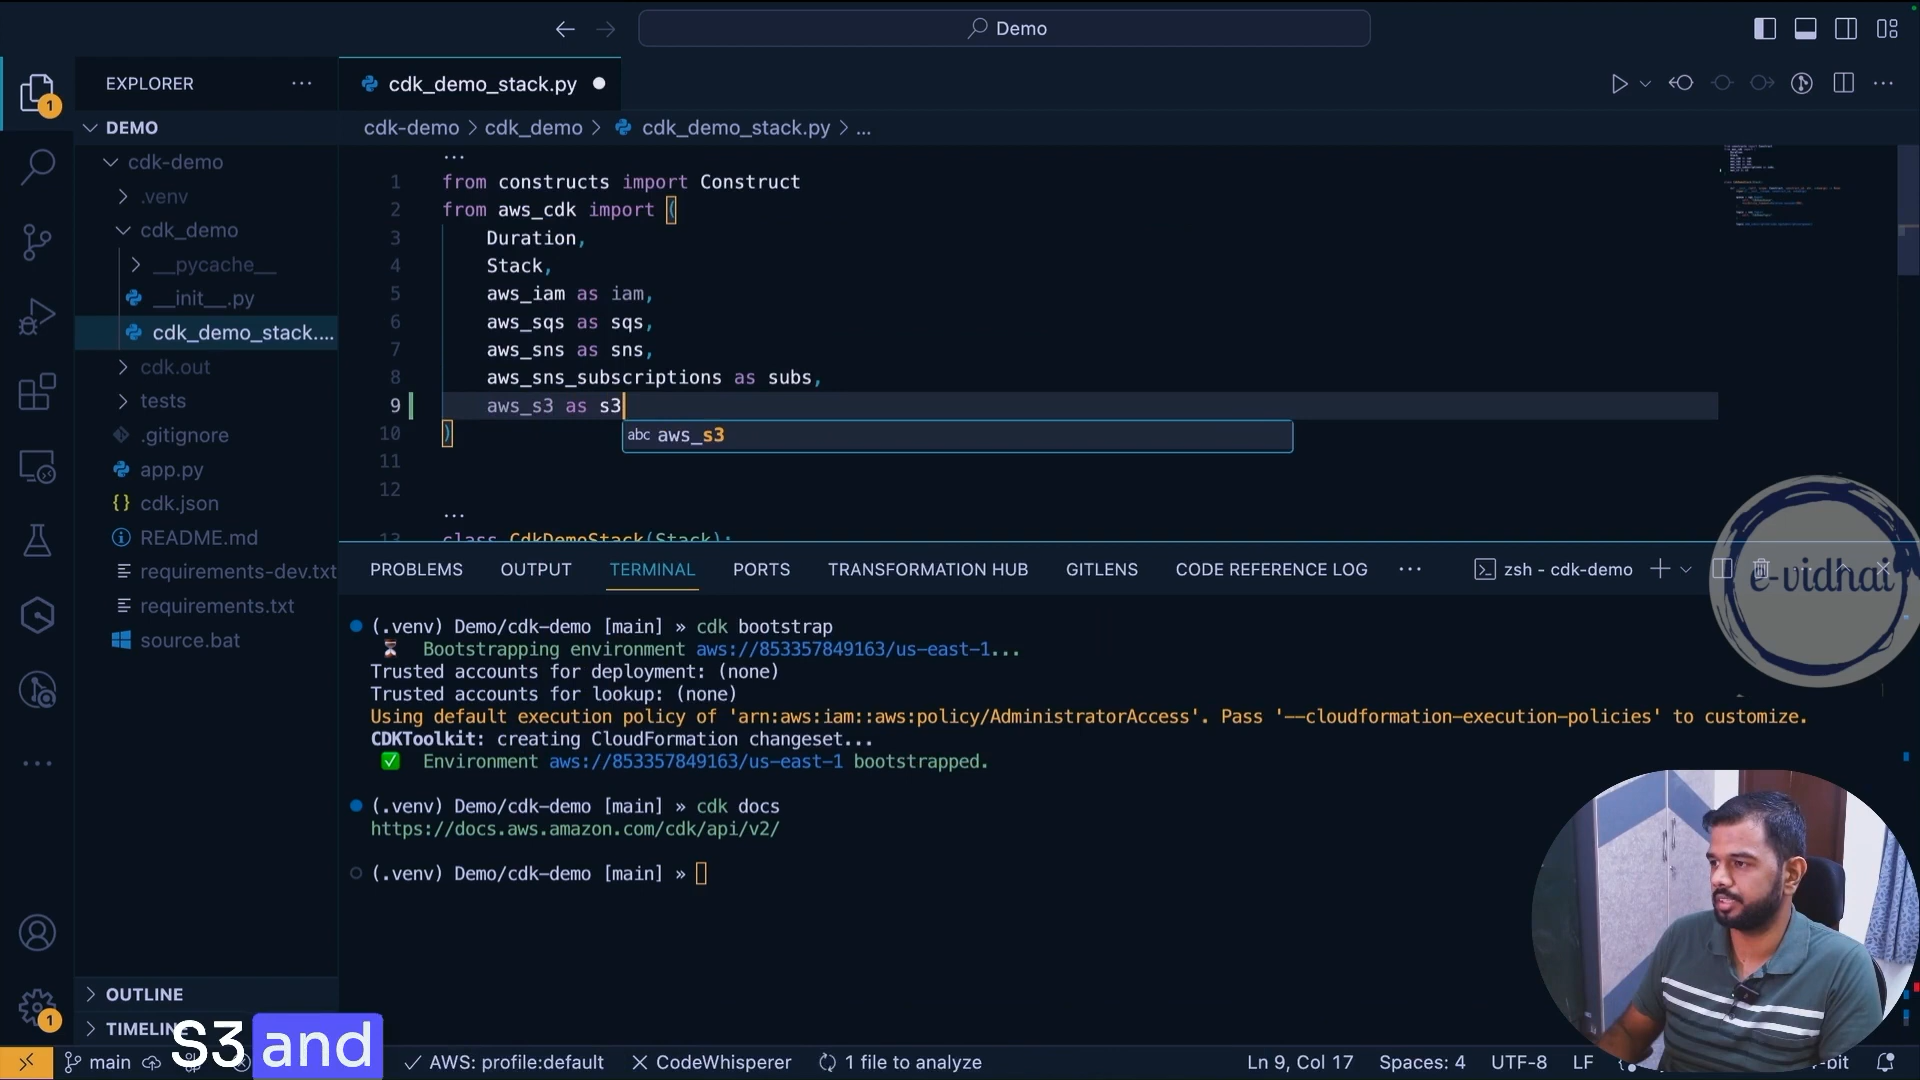 Demo
EXPLORER
cdk_demo_stack.py
DEMO
cdk-demo > cdk_demo > cdk_demo_stack.py > ...
cdk-demo
.venv
cdk_demo
__pycache__
__init__.py
cdk_demo_stack....
cdk.out
tests
.gitignore
app.py
cdk.json
README.md
requirements-dev.txt
requirements.txt
source.bat
OUTLINE
TIMELINE
...
1 from constructs import Construct
2 from aws_cdk import (
3 Duration,
4 Stack,
5 aws_iam as iam,
6 aws_sqs as sqs,
7 aws_sns as sns,
8 aws_sns_subscriptions as subs,
9 aws_s3 as s3
10 )
abc aws_s3
11
12
...
13 class CdkDemoStack(Stack):
PROBLEMS OUTPUT TERMINAL PORTS TRANSFORMATION HUB GITLENS CODE REFERENCE LOG ... zsh - cdk-demo
e-vidhai
(.venv) Demo/cdk-demo [main] » cdk bootstrap
⏳ Bootstrapping environment aws://853357849163/us-east-1...
Trusted accounts for deployment: (none)
Trusted accounts for lookup: (none)
Using default execution policy of 'arn:aws:iam::aws:policy/AdministratorAccess'. Pass '--cloudformation-execution-policies' to customize.
CDKToolkit: creating CloudFormation changeset...
✅ Environment aws://853357849163/us-east-1 bootstrapped.
(.venv) Demo/cdk-demo [main] » cdk docs
https://docs.aws.amazon.com/cdk/api/v2/
(.venv) Demo/cdk-demo [main] »
1
1
S3 and
main AWS: profile:default CodeWhisperer 1 file to analyze Ln 9, Col 17 Spaces: 4 UTF-8 LF